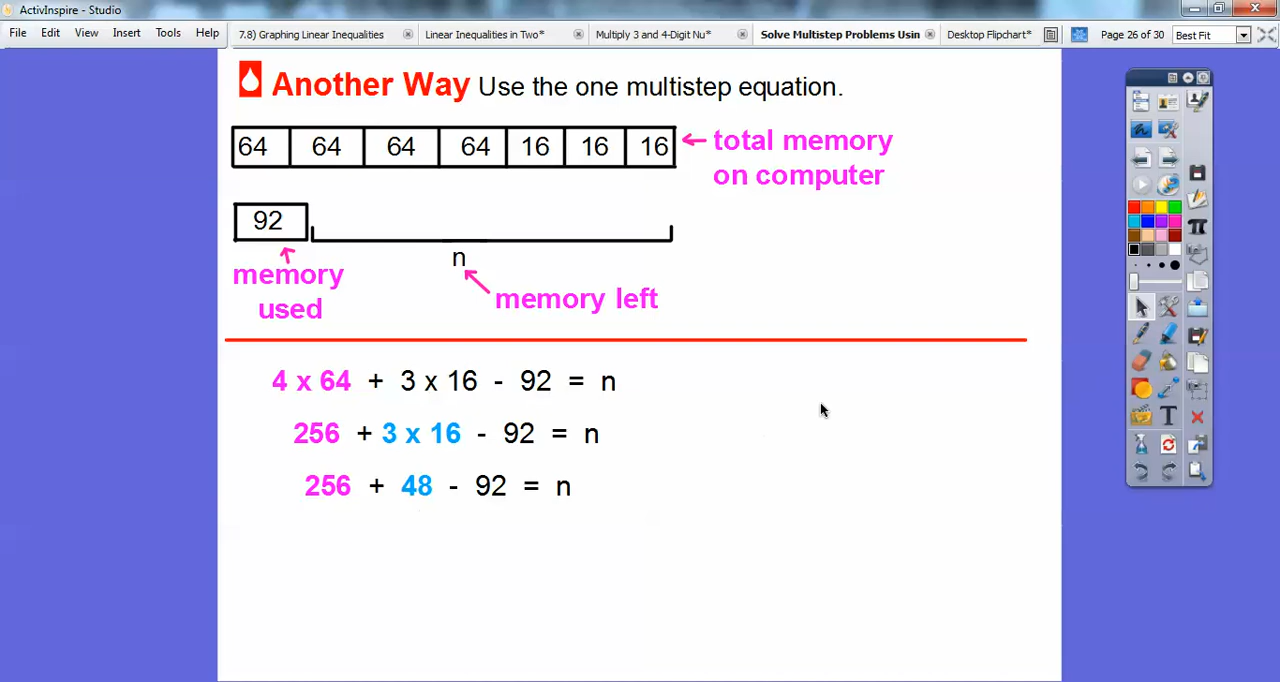 ActivInspire - Studio
File Edit View Insert Tools Help
7.8) Graphing Linear Inequalities
Linear Inequalities in Two*
Multiply 3 and 4-Digit Nu*
Solve Multistep Problems Usin
Desktop Flipchart*
Page 26 of 30
Best Fit
Another Way Use the one multistep equation.
64 64 64 64 16 16 16
total memory
on computer
92
n
memory
used
memory left
4 x 64 + 3 x 16 - 92 = n
256 + 3 x 16 - 92 = n
256 + 48 - 92 = n